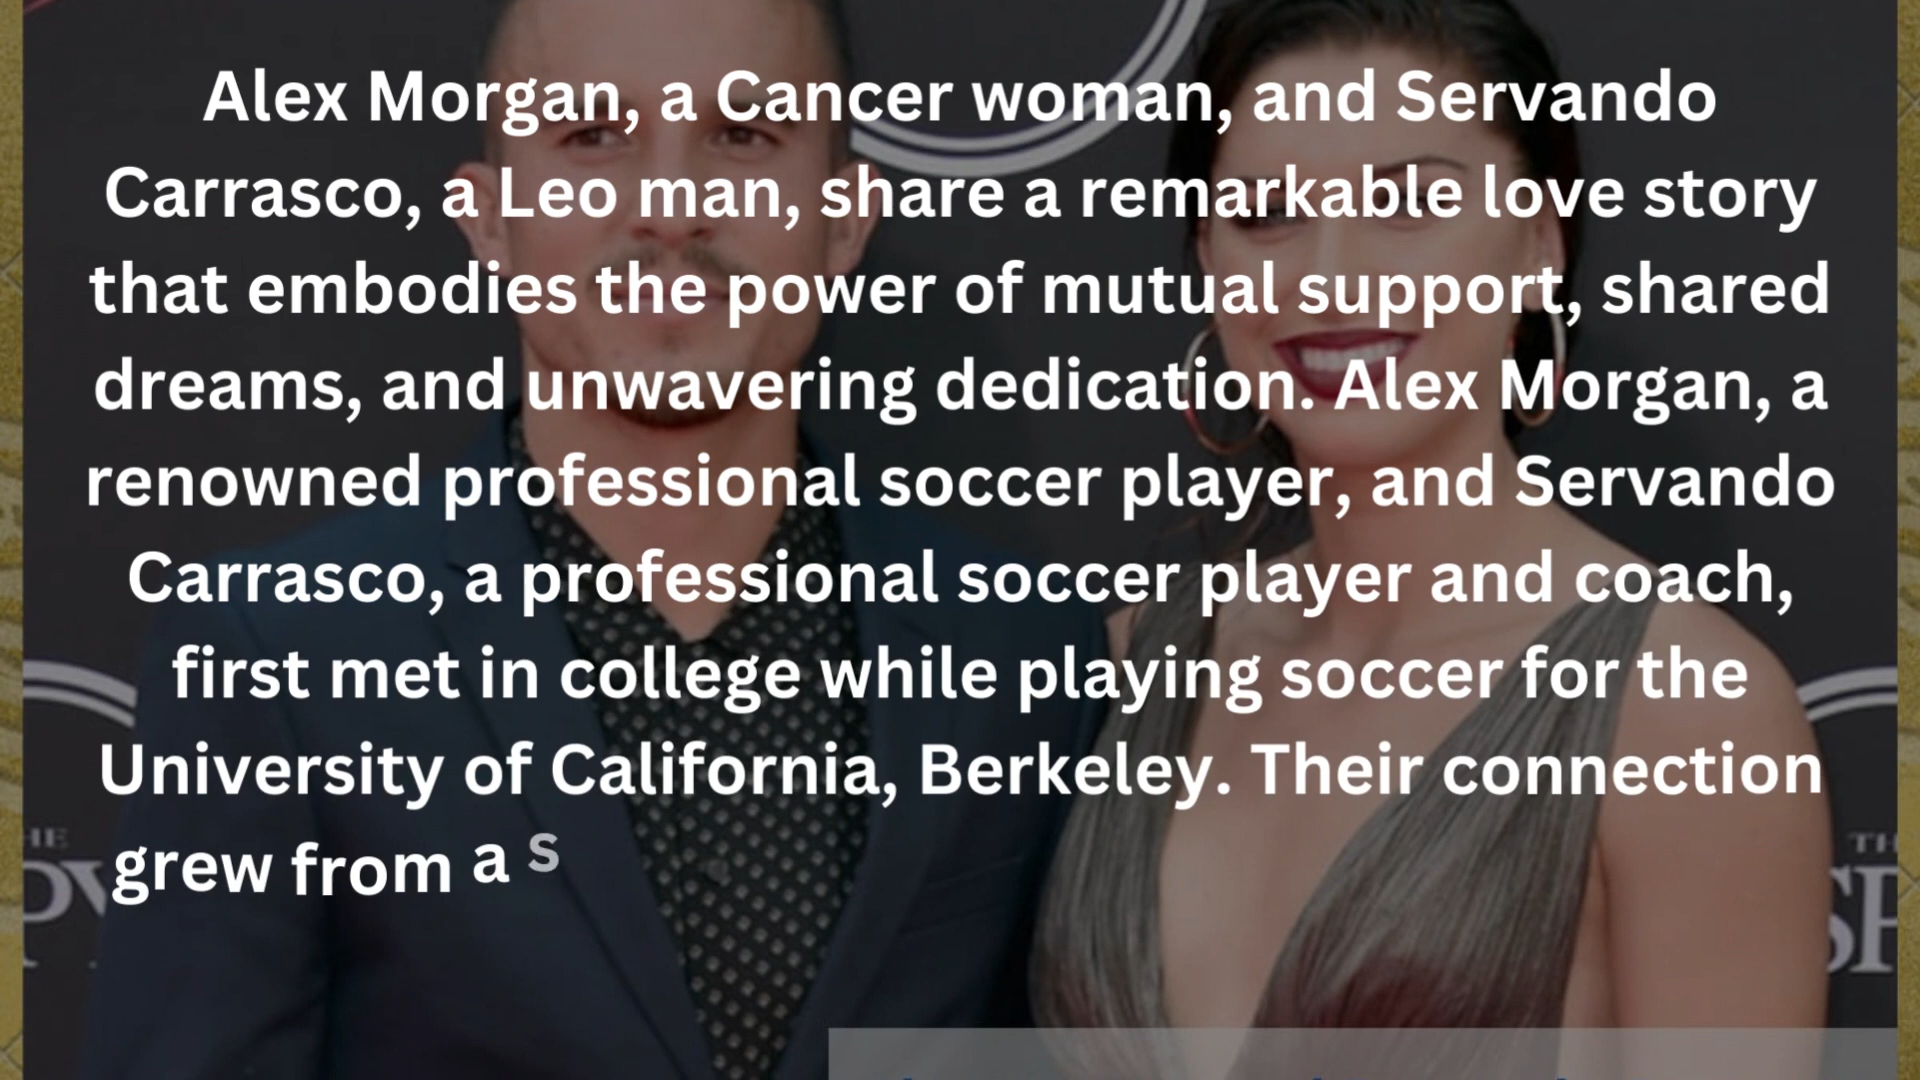 Alex Morgan, a Cancer woman, and Servando
Carrasco, a Leo man, share a remarkable love story
that embodies the power of mutual support, shared
dreams, and unwavering dedication. Alex Morgan, a
renowned professional soccer player, and Servando
Carrasco, a professional soccer player and coach,
first met in college while playing soccer for the
University of California, Berkeley. Their connection
grew from a s